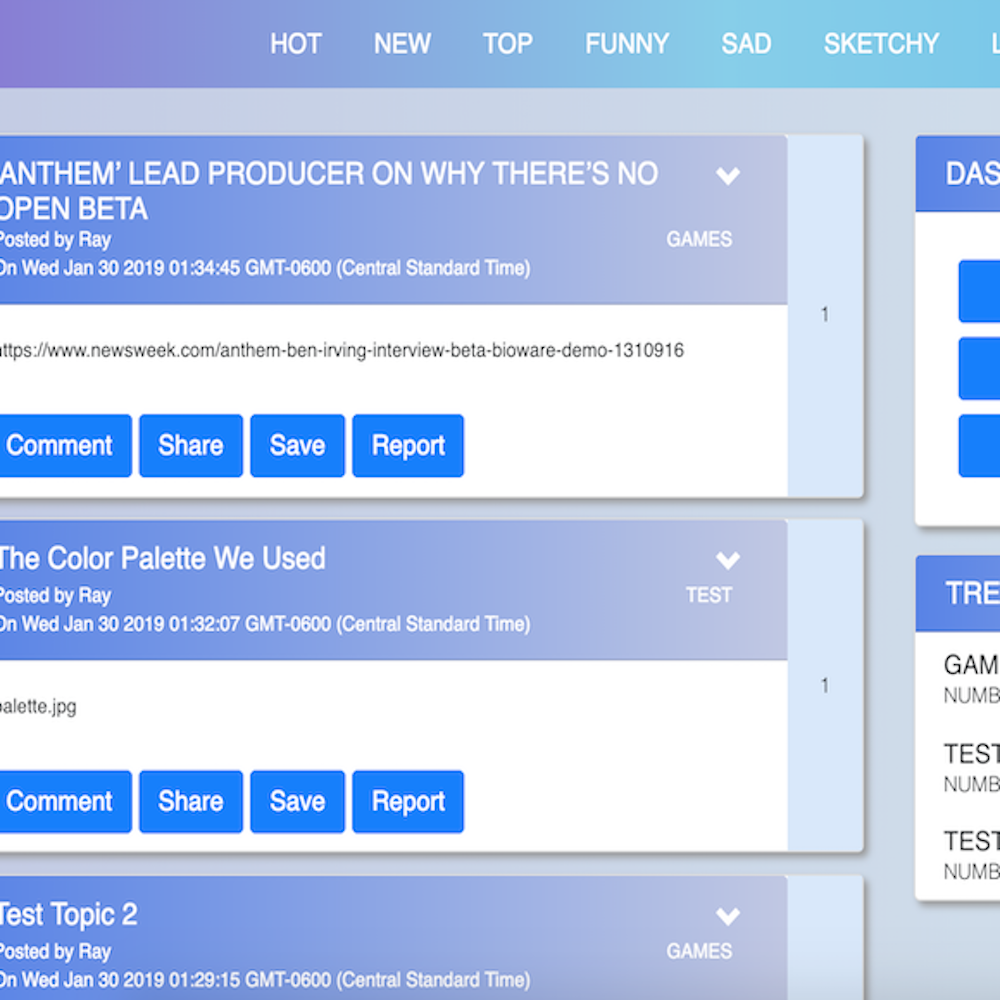 HOT NEW TOP FUNNY SAD SKETCHY L
ANTHEM’ LEAD PRODUCER ON WHY THERE’S NO
OPEN BETA
Posted by Ray
GAMES
On Wed Jan 30 2019 01:34:45 GMT-0600 (Central Standard Time)
1
https://www.newsweek.com/anthem-ben-irving-interview-beta-bioware-demo-1310916
Comment Share Save Report
The Color Palette We Used
Posted by Ray
TEST
On Wed Jan 30 2019 01:32:07 GMT-0600 (Central Standard Time)
1
palette.jpg
Comment Share Save Report
Test Topic 2
Posted by Ray
GAMES
On Wed Jan 30 2019 01:29:15 GMT-0600 (Central Standard Time)
DAS
TRE
GAM
NUMB
TEST
NUMB
TEST
NUMB